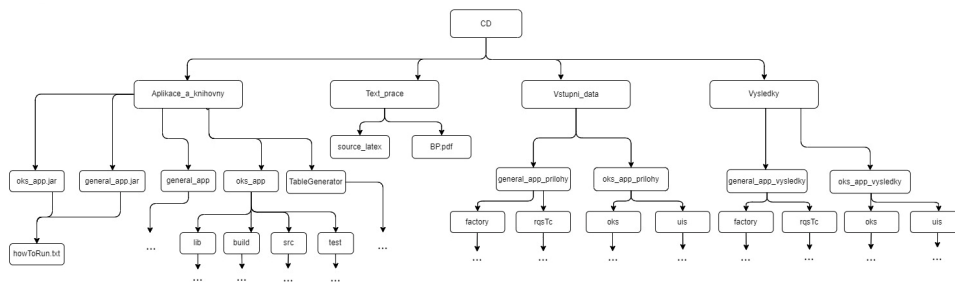 CD
Aplikace_a_knihovny
Text_prace
Vstupni_data
Vysledky
source_latex
BP.pdf
oks_app.jar
general_app.jar
general_app
oks_app
TableGenerator
general_app_prilohy
oks_app_prilohy
general_app_vysledky
oks_app_vysledky
factory
rqsTc
oks
uis
factory
rqsTc
oks
uis
howToRun.txt
...
lib
build
src
test
...
...
...
...
...
...
...
...
...
...
...
...
...
...